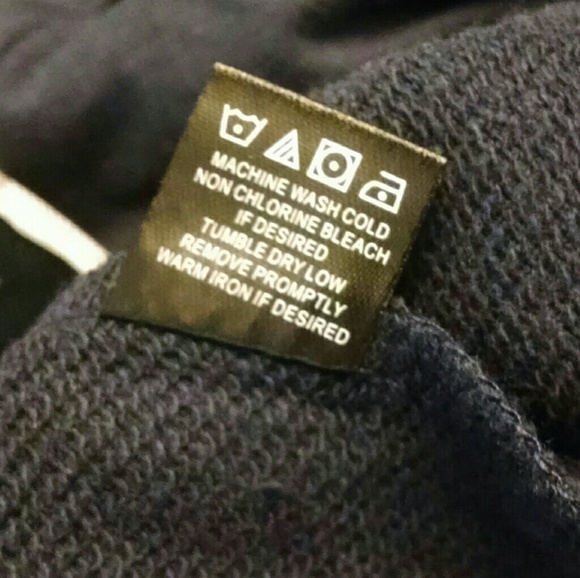 MACHINE WASH COLD
NON CHLORINE BLEACH
IF DESIRED
TUMBLE DRY LOW
REMOVE PROMPTLY
WARM IRON IF DESIRED